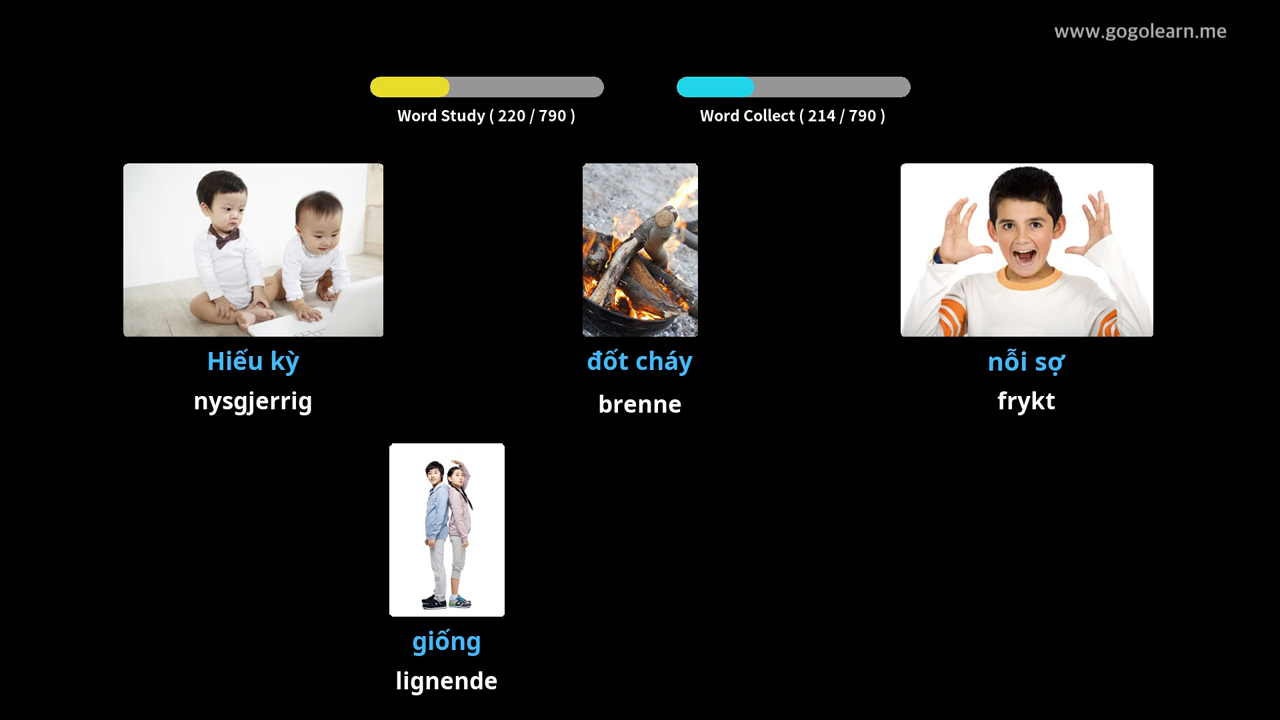 www.gogolearn.me
Word Study ( 220 / 790 )
Word Collect ( 214 / 790 )
Hiếu kỳ
đốt cháy
nỗi sợ
nysgjerrig
brenne
frykt
giống
lignende